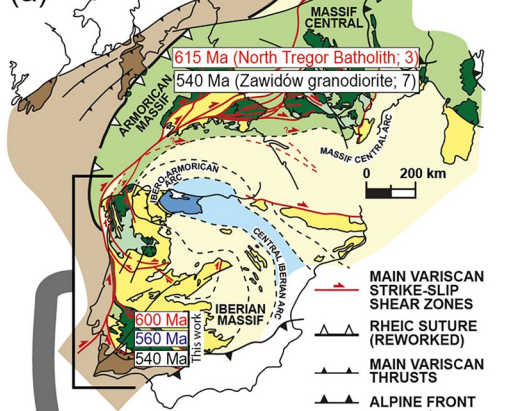 (a)
MASSIF
CENTRAL
615 Ma (North Tregor Batholith; 3)
540 Ma (Zawidów granodiorite; 7)
ARMORICAN
MASSIF
MASSIF CENTRAL ARC
0 200 km
IBERO-ARMORICAN
ARC
CENTRAL IBERIAN ARC
IBERIAN
MASSIF
600 Ma
560 Ma
540 Ma
This work
MAIN VARISCAN
STRIKE-SLIP
SHEAR ZONES
RHEIC SUTURE
(REWORKED)
MAIN VARISCAN
THRUSTS
ALPINE FRONT